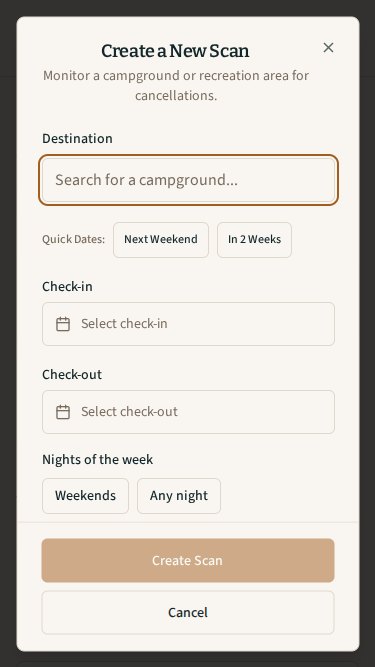 Create a New Scan
Monitor a campground or recreation area for
cancellations.
Destination
Search for a campground...
Quick Dates:
Next Weekend
In 2 Weeks
Check-in
Select check-in
Check-out
Select check-out
Nights of the week
Weekends
Any night
Create Scan
Cancel